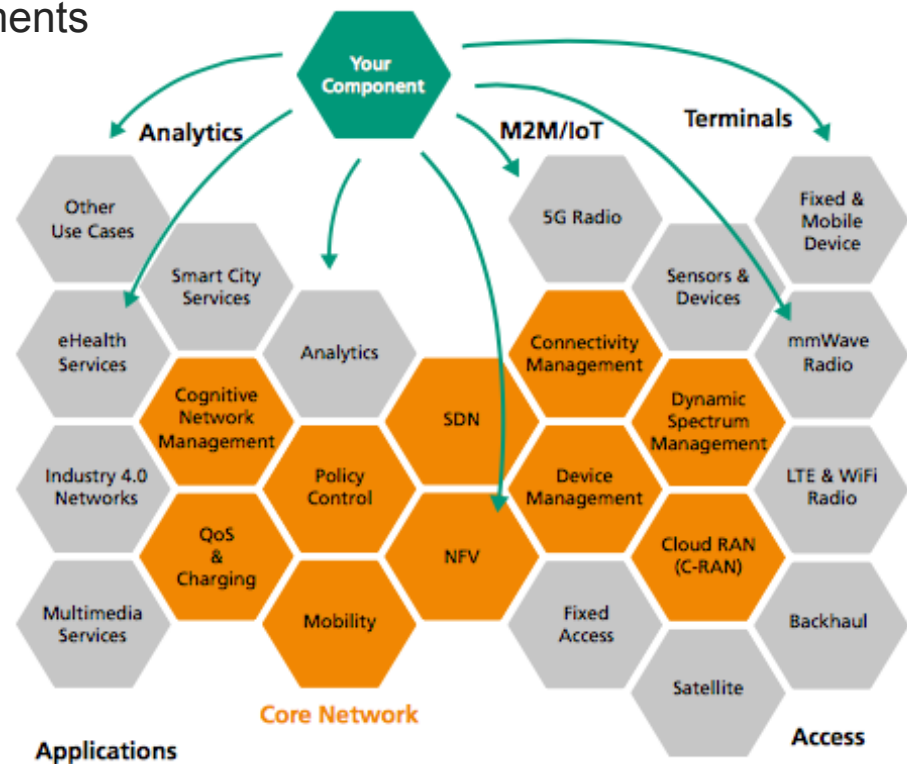 nents
Your
Component
Analytics
M2M/IoT
Terminals
Other
Use Cases
5G Radio
Fixed &
Mobile
Device
Smart City
Services
Sensors &
Devices
eHealth
Services
Analytics
Connectivity
Management
mmWave
Radio
Cognitive
Network
Management
SDN
Dynamic
Spectrum
Management
Industry 4.0
Networks
Policy
Control
Device
Management
LTE & WiFi
Radio
QoS
&
Charging
NFV
Cloud RAN
(C-RAN)
Multimedia
Services
Mobility
Fixed
Access
Backhaul
Satellite
Core Network
Applications
Access